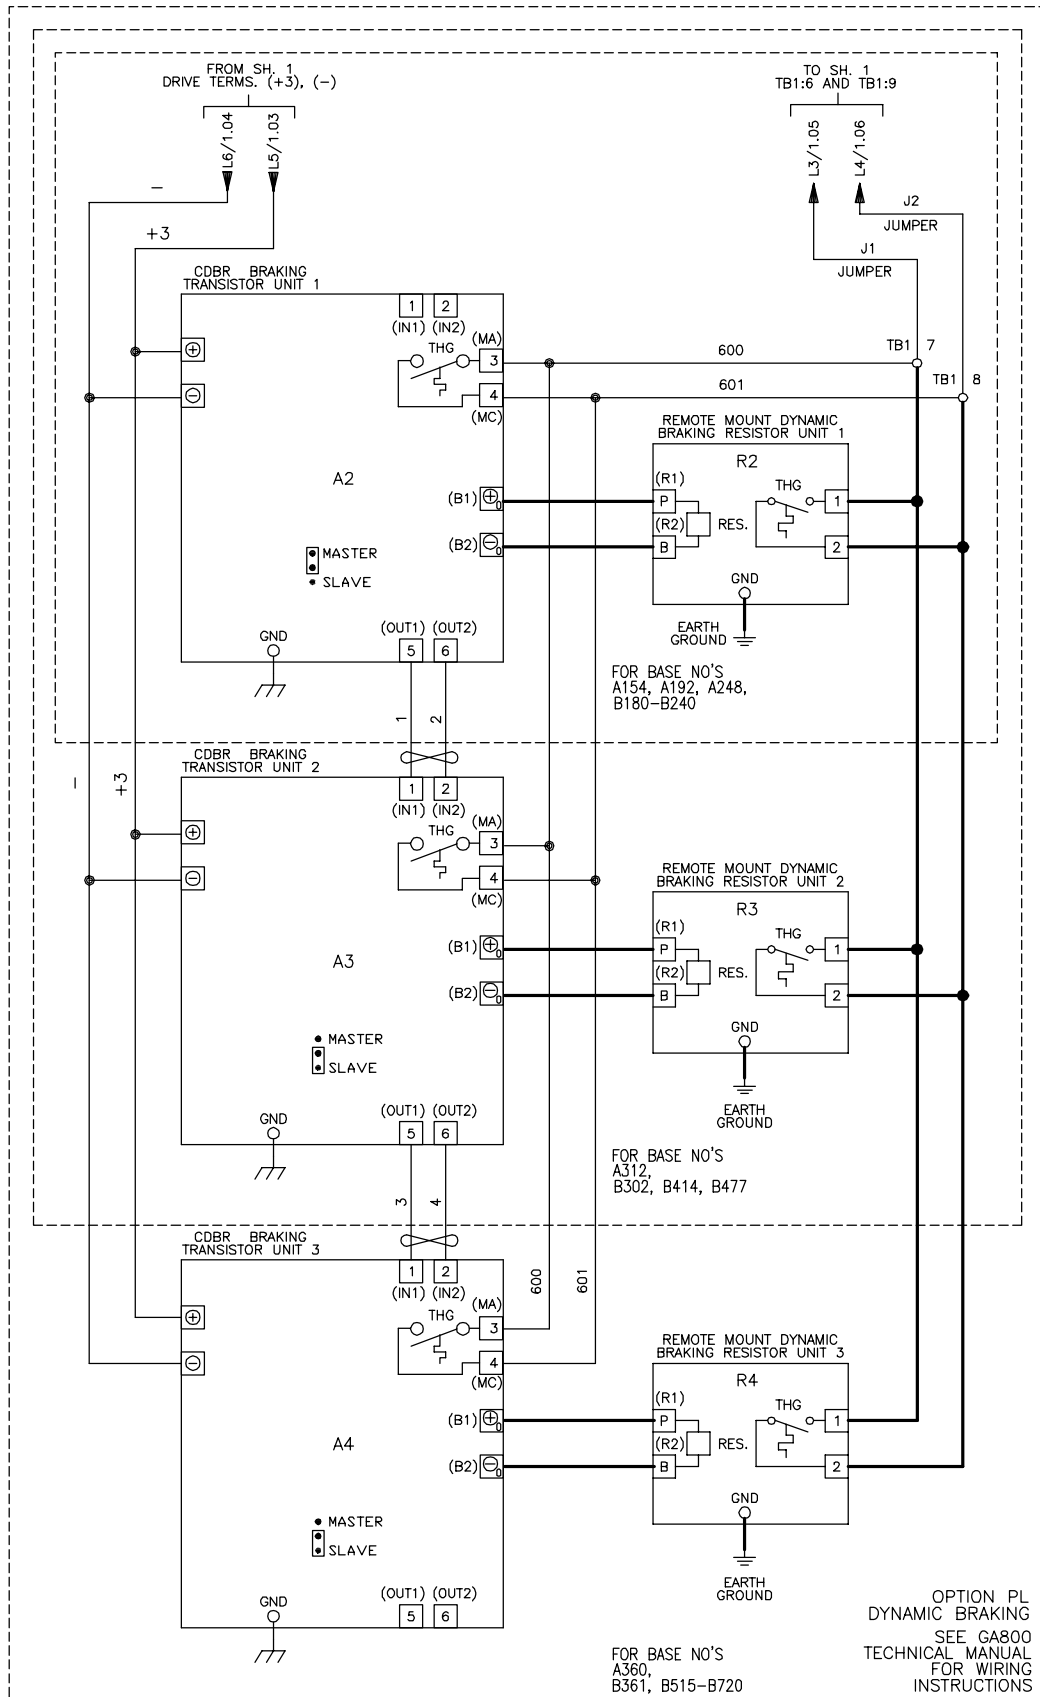 FROM SH. 1
DRIVE TERMS. (+3), (−)
L6/1.04
L5/1.03
TO SH. 1
TB1:6 AND TB1:9
L3/1.05
L4/1.06
−
+3
J2
JUMPER
J1
JUMPER
CDBR BRAKING
TRANSISTOR UNIT 1
1 2
(IN1) (IN2)
THG
(MA)
3
4
(MC)
600
TB1 7
601
TB1 8
+
−
A2
(B1) + 0
(B2) − 0
MASTER
SLAVE
GND
(OUT1) (OUT2)
5 6
REMOTE MOUNT DYNAMIC
BRAKING RESISTOR UNIT 1
R2
(R1)
P
(R2)
B
RES.
THG
1
2
GND
EARTH
GROUND
FOR BASE NO'S
A154, A192, A248,
B180−B240
1 2
−
+3
CDBR BRAKING
TRANSISTOR UNIT 2
1 2
(IN1) (IN2)
THG
(MA)
3
4
(MC)
+
−
A3
(B1) + 0
(B2) − 0
MASTER
SLAVE
GND
(OUT1) (OUT2)
5 6
REMOTE MOUNT DYNAMIC
BRAKING RESISTOR UNIT 2
R3
(R1)
P
(R2)
B
RES.
THG
1
2
GND
EARTH
GROUND
FOR BASE NO'S
A312,
B302, B414, B477
3 4
CDBR BRAKING
TRANSISTOR UNIT 3
1 2
(IN1) (IN2)
THG
(MA)
3
4
(MC)
600
601
+
−
A4
(B1) + 0
(B2) − 0
MASTER
SLAVE
GND
(OUT1) (OUT2)
5 6
REMOTE MOUNT DYNAMIC
BRAKING RESISTOR UNIT 3
R4
(R1)
P
(R2)
B
RES.
THG
1
2
GND
EARTH
GROUND
FOR BASE NO'S
A360,
B361, B515−B720
OPTION PL
DYNAMIC BRAKING
SEE GA800
TECHNICAL MANUAL
FOR WIRING
INSTRUCTIONS